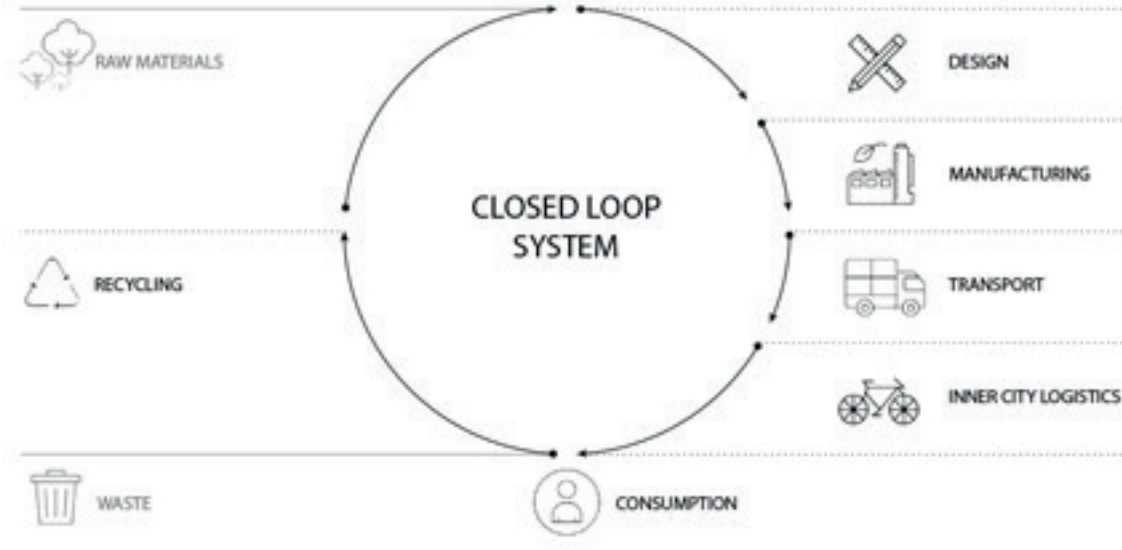 RAW MATERIALS
DESIGN
MANUFACTURING
CLOSED LOOP
SYSTEM
RECYCLING
TRANSPORT
INNER CITY LOGISTICS
WASTE
CONSUMPTION